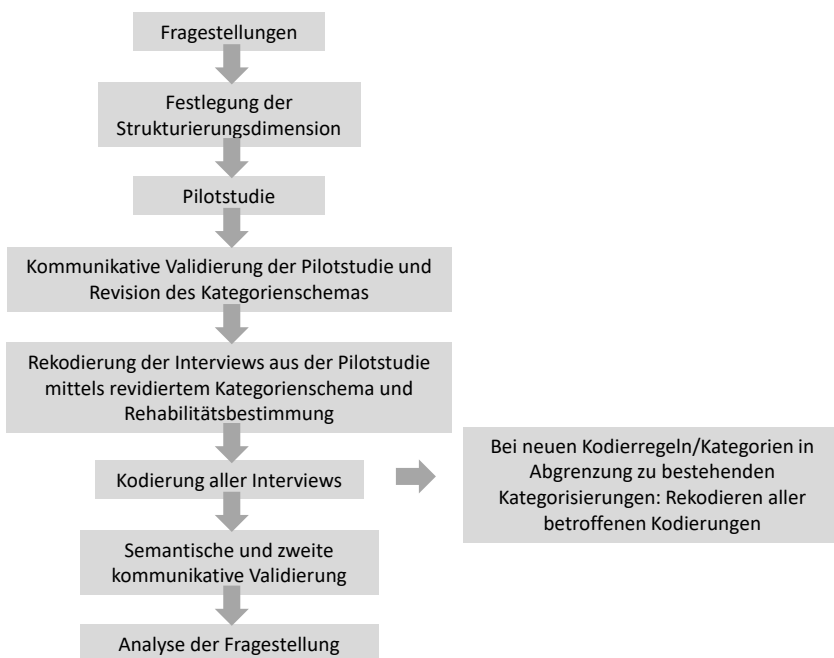 Fragestellungen
Festlegung der
Strukturierungsdimension
Pilotstudie
Kommunikative Validierung der Pilotstudie und
Revision des Kategorienschemas
Rekodierung der Interviews aus der Pilotstudie
mittels revidiertem Kategorienschema und
Rehabilitätsbestimmung
Kodierung aller Interviews
Bei neuen Kodierregeln/Kategorien in
Abgrenzung zu bestehenden
Kategorisierungen: Rekodieren aller
betroffenen Kodierungen
Semantische und zweite
kommunikative Validierung
Analyse der Fragestellung